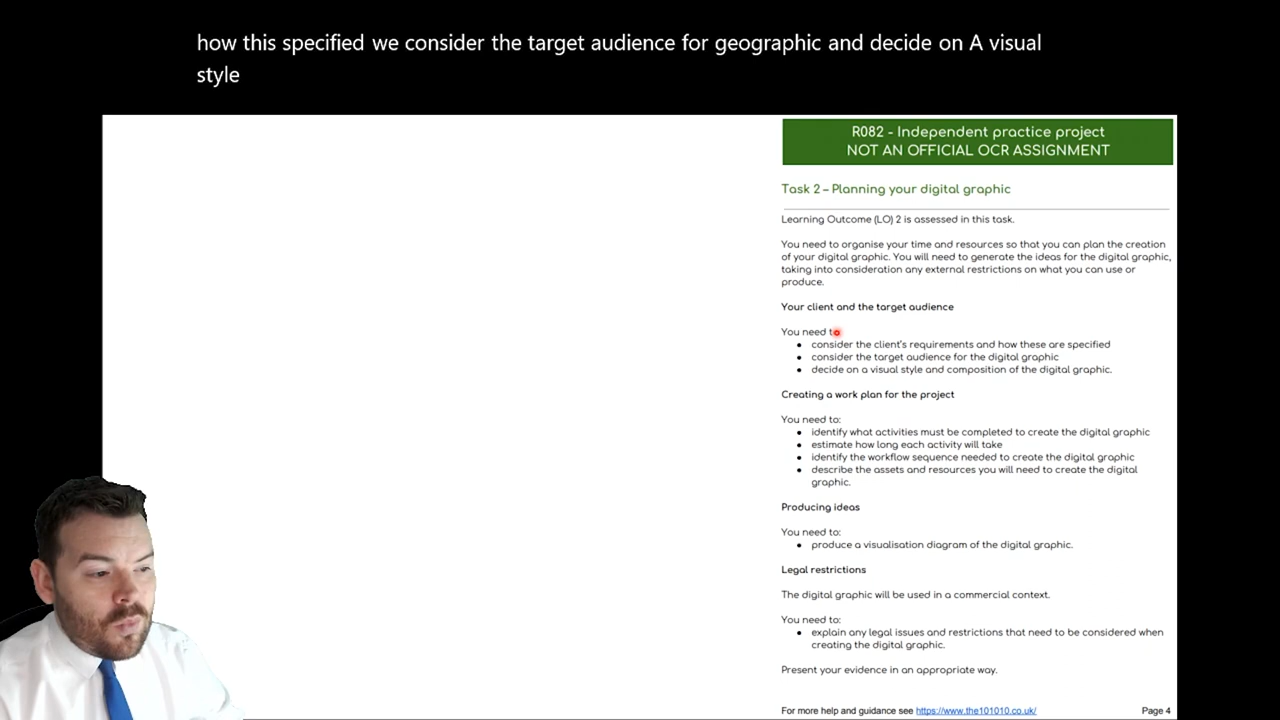 how this specified we consider the target audience for geographic and decide on A visual
style
R082 - Independent practice project
NOT AN OFFICIAL OCR ASSIGNMENT
Task 2 – Planning your digital graphic
Learning Outcome (LO) 2 is assessed in this task.
You need to organise your time and resources so that you can plan the creation
of your digital graphic. You will need to generate the ideas for the digital graphic,
taking into consideration any external restrictions on what you can use or
produce.
Your client and the target audience
You need to
• consider the client's requirements and how these are specified
• consider the target audience for the digital graphic
• decide on a visual style and composition of the digital graphic.
Creating a work plan for the project
You need to:
• identify what activities must be completed to create the digital graphic
• estimate how long each activity will take
• identify the workflow sequence needed to create the digital graphic
• describe the assets and resources you will need to create the digital
graphic.
Producing ideas
You need to:
• produce a visualisation diagram of the digital graphic.
Legal restrictions
The digital graphic will be used in a commercial context.
You need to:
• explain any legal issues and restrictions that need to be considered when
creating the digital graphic.
Present your evidence in an appropriate way.
For more help and guidance see https://www.the101010.co.uk/ Page 4